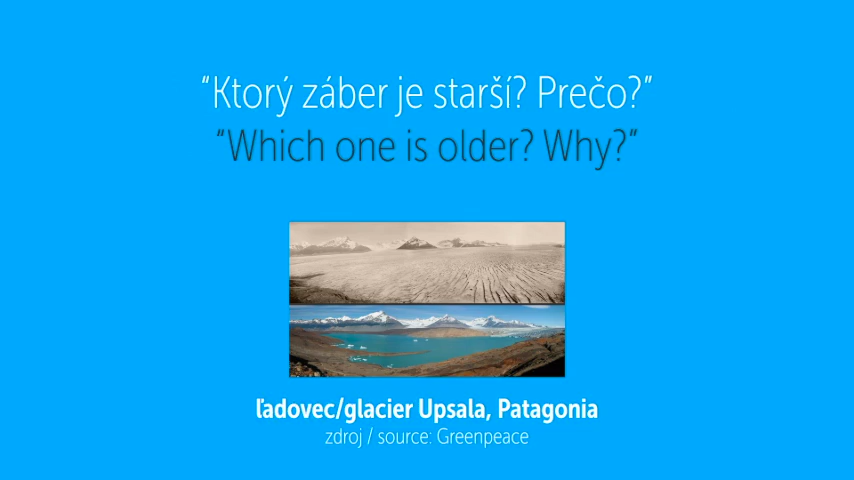 “Ktorý záber je starší? Prečo?”
“Which one is older? Why?“
ľadovec/glacier Upsala, Patagonia
zdroj / source: Greenpeace